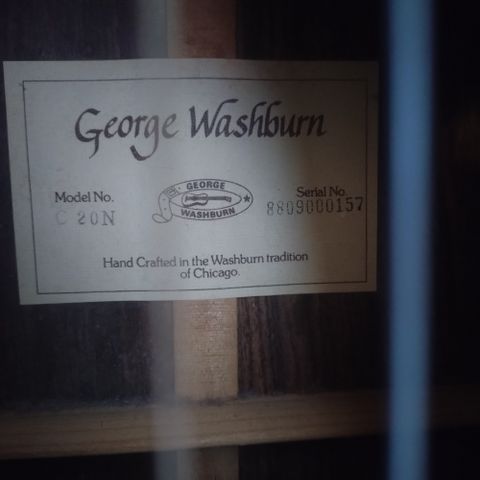 George Washburn
Model No.
C 20N
GEORGE
WASHBURN
Serial No.
8809000157
Hand Crafted in the Washburn tradition
of Chicago.